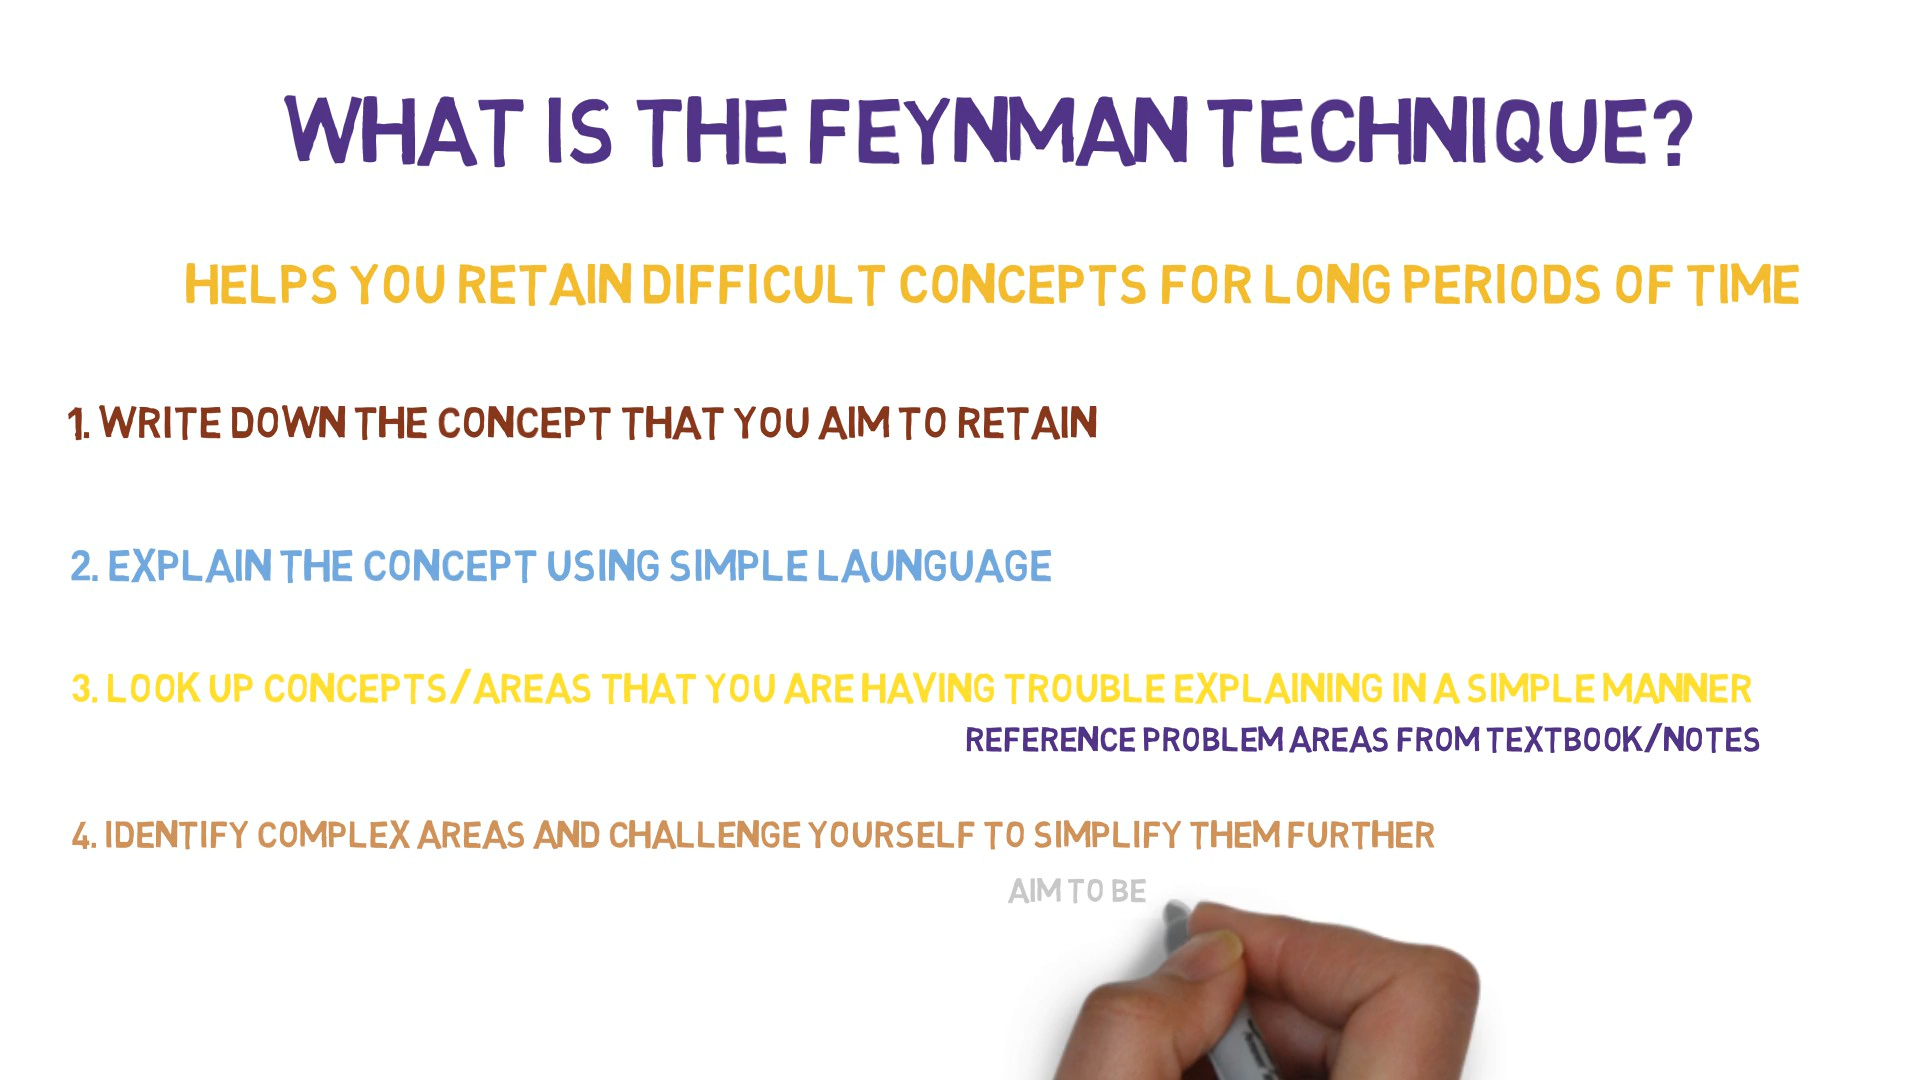 WHAT IS THE FEYNMAN TECHNIQUE?
HELPS YOU RETAIN DIFFICULT CONCEPTS FOR LONG PERIODS OF TIME
1. WRITE DOWN THE CONCEPT THAT YOU AIM TO RETAIN
2. EXPLAIN THE CONCEPT USING SIMPLE LAUNGUAGE
3. LOOK UP CONCEPTS/AREAS THAT YOU ARE HAVING TROUBLE EXPLAINING IN A SIMPLE MANNER
REFERENCE PROBLEM AREAS FROM TEXTBOOK/NOTES
4. IDENTIFY COMPLEX AREAS AND CHALLENGE YOURSELF TO SIMPLIFY THEM FURTHER
AIM TO BE